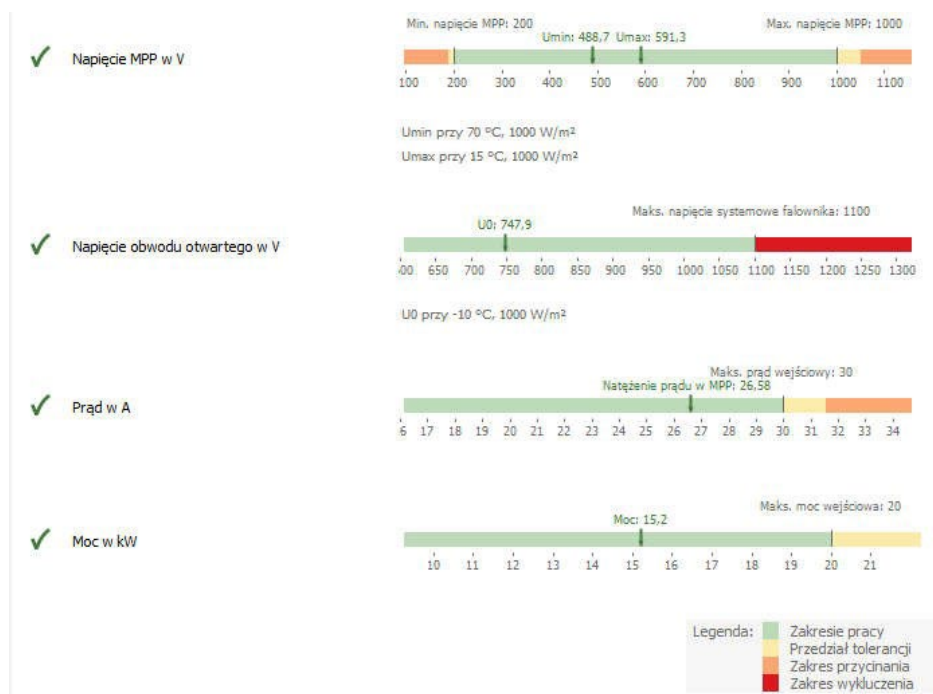 Min. napięcie MPP: 200 Max. napięcie MPP: 1000
Umin: 488,7 Umax: 591,3
Napięcie MPP w V
100 200 300 400 500 600 700 800 900 1000 1100
Umin przy 70 ºC, 1000 W/m²
Umax przy 15 ºC, 1000 W/m²
Maks. napięcie systemowe falownika: 1100
U0: 747,9
Napięcie obwodu otwartego w V
00 650 700 750 800 850 900 950 1000 1050 1100 1150 1200 1250 1300
U0 przy -10 ºC, 1000 W/m²
Maks. prąd wejściowy: 30
Natężenie prądu w MPP: 26,58
Prąd w A
6 17 18 19 20 21 22 23 24 25 26 27 28 29 30 31 32 33 34
Maks. moc wejściowa: 20
Moc: 15,2
Moc w kW
10 11 12 13 14 15 16 17 18 19 20 21
Legenda: Zakresie pracy
Przedział tolerancji
Zakres przycinania
Zakres wykluczenia